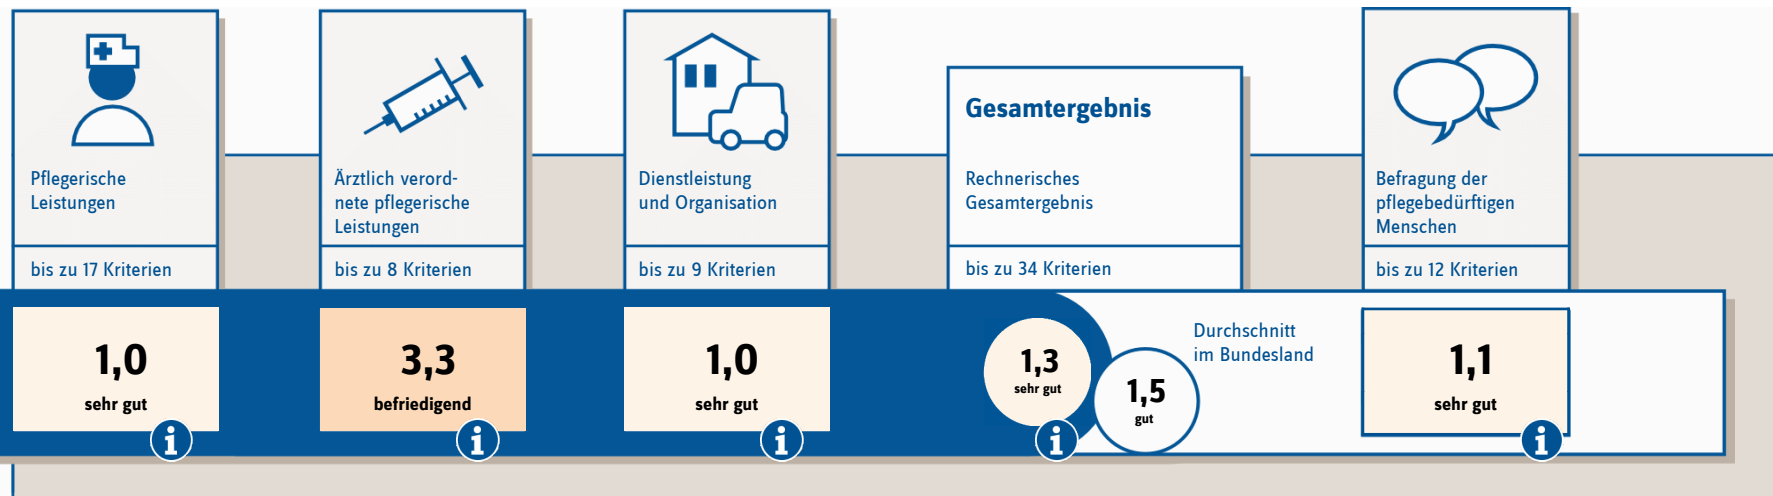 Pflegerische
Leistungen
bis zu 17 Kriterien
1,0
sehr gut
i
Ärztlich verord-
nete pflegerische
Leistungen
bis zu 8 Kriterien
3,3
befriedigend
i
Dienstleistung
und Organisation
bis zu 9 Kriterien
1,0
sehr gut
i
Gesamtergebnis
Rechnerisches
Gesamtergebnis
bis zu 34 Kriterien
1,3
sehr gut
i
Durchschnitt
im Bundesland
1,5
gut
Befragung der
pflegebedürftigen
Menschen
bis zu 12 Kriterien
1,1
sehr gut
i